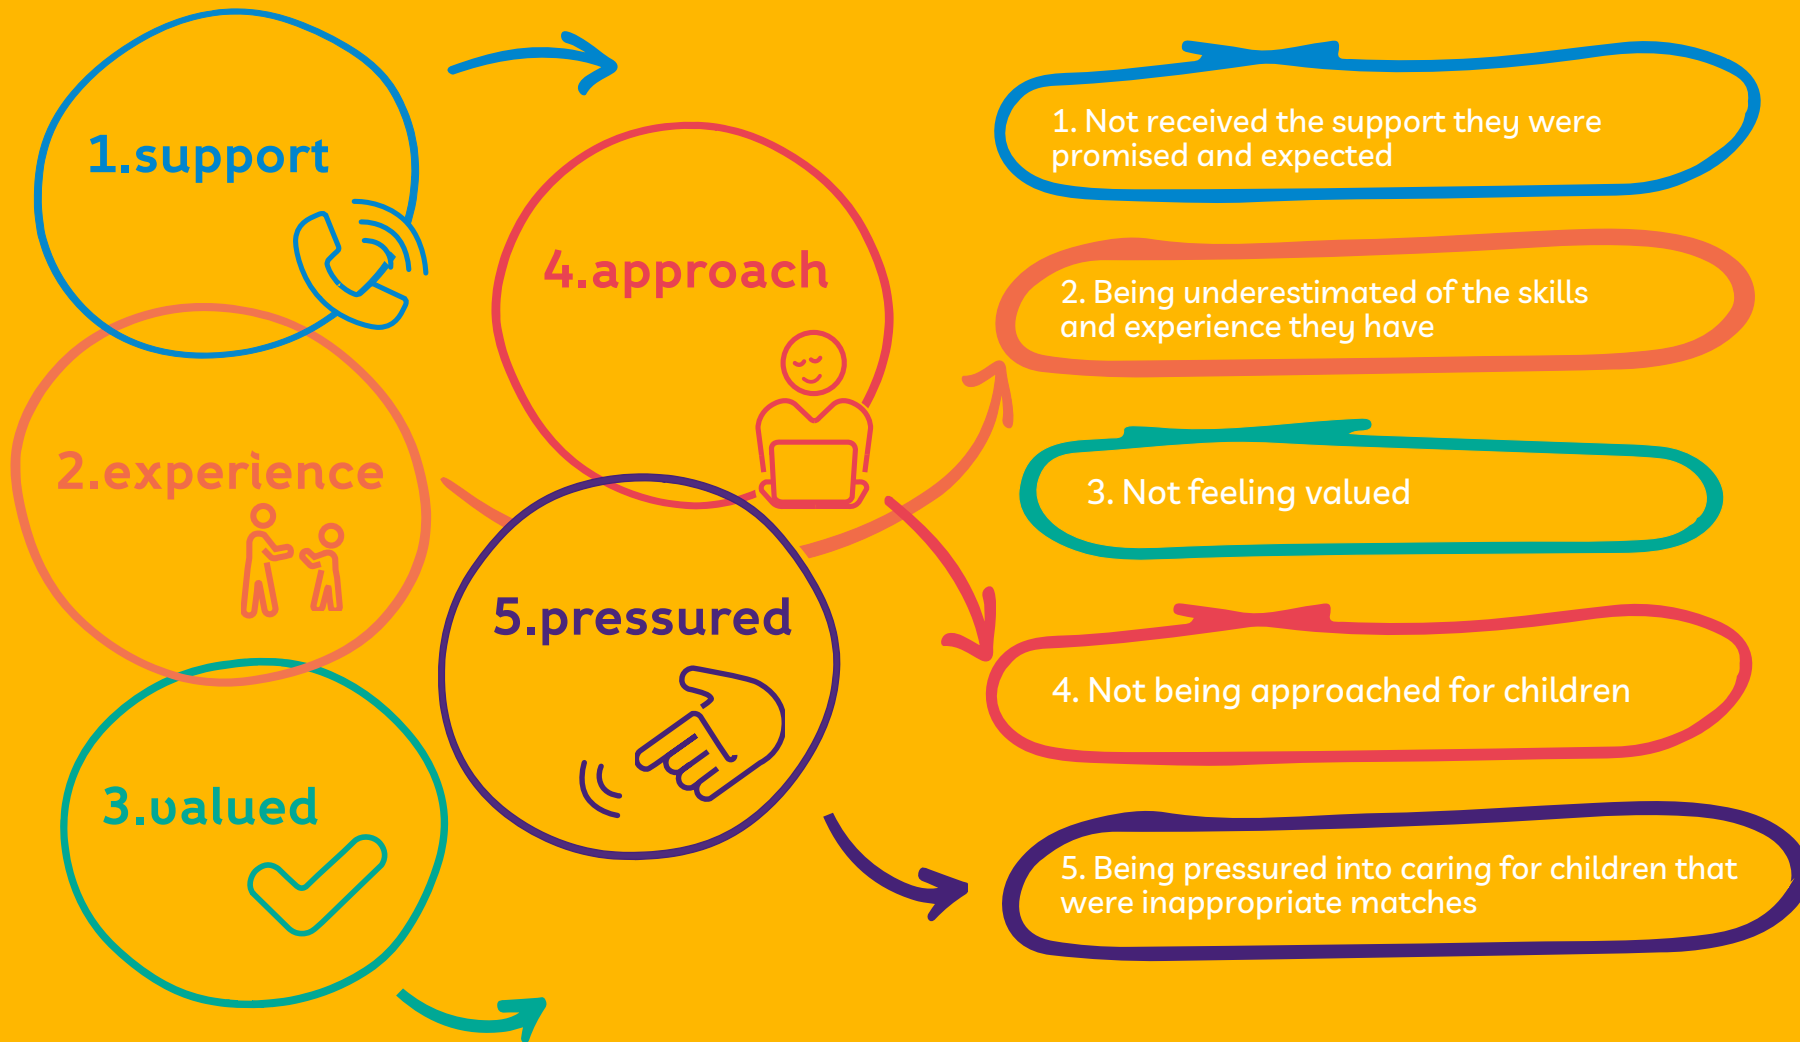 1.support
2.experience
3.valued
4.approach
5.pressured
1. Not received the support they were
promised and expected
2. Being underestimated of the skills
and experience they have
3. Not feeling valued
4. Not being approached for children
5. Being pressured into caring for children that
were inappropriate matches